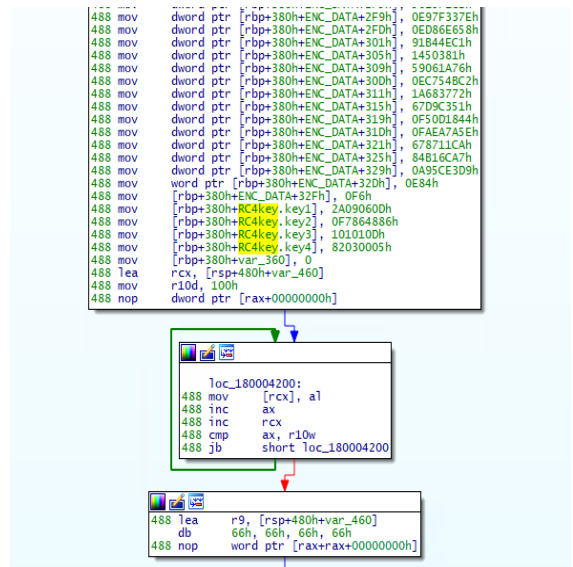 488 mov dword ptr [rbp+380h+ENC_DATA+2F9h], 0E97F337Eh
488 mov dword ptr [rbp+380h+ENC_DATA+2FDh], 0ED86E658h
488 mov dword ptr [rbp+380h+ENC_DATA+301h], 91B44EC1h
488 mov dword ptr [rbp+380h+ENC_DATA+305h], 1450381h
488 mov dword ptr [rbp+380h+ENC_DATA+309h], 59061A76h
488 mov dword ptr [rbp+380h+ENC_DATA+30Dh], 0EC754BC2h
488 mov dword ptr [rbp+380h+ENC_DATA+311h], 1A683772h
488 mov dword ptr [rbp+380h+ENC_DATA+315h], 67D9C351h
488 mov dword ptr [rbp+380h+ENC_DATA+319h], 0F50D1844h
488 mov dword ptr [rbp+380h+ENC_DATA+31Dh], 0FAEA7A5Eh
488 mov dword ptr [rbp+380h+ENC_DATA+321h], 678711CAh
488 mov dword ptr [rbp+380h+ENC_DATA+325h], 84B16CA7h
488 mov dword ptr [rbp+380h+ENC_DATA+329h], 0A95CE3D9h
488 mov word ptr [rbp+380h+ENC_DATA+32Dh], 0E84h
488 mov [rbp+380h+ENC_DATA+32Fh], 0F6h
488 mov [rbp+380h+RC4key.key1], 2A09060Dh
488 mov [rbp+380h+RC4key.key2], 0F7864886h
488 mov [rbp+380h+RC4key.key3], 101010Dh
488 mov [rbp+380h+RC4key.key4], 82030005h
488 mov [rbp+380h+var_360], 0
488 lea rcx, [rsp+480h+var_460]
488 mov r10d, 100h
488 nop dword ptr [rax+00000000h]
loc_180004200:
488 mov [rcx], al
488 inc ax
488 inc rcx
488 cmp ax, r10w
488 jb short loc_180004200
488 lea r9, [rsp+480h+var_460]
db 66h, 66h, 66h, 66h
488 nop word ptr [rax+rax+00000000h]